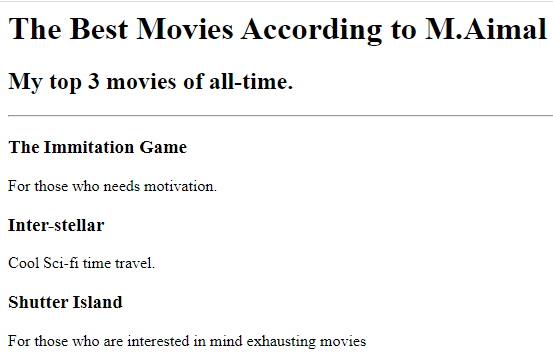 The Best Movies According to M.Aimal
My top 3 movies of all-time.
The Immitation Game
For those who needs motivation.
Inter-stellar
Cool Sci-fi time travel.
Shutter Island
For those who are interested in mind exhausting movies